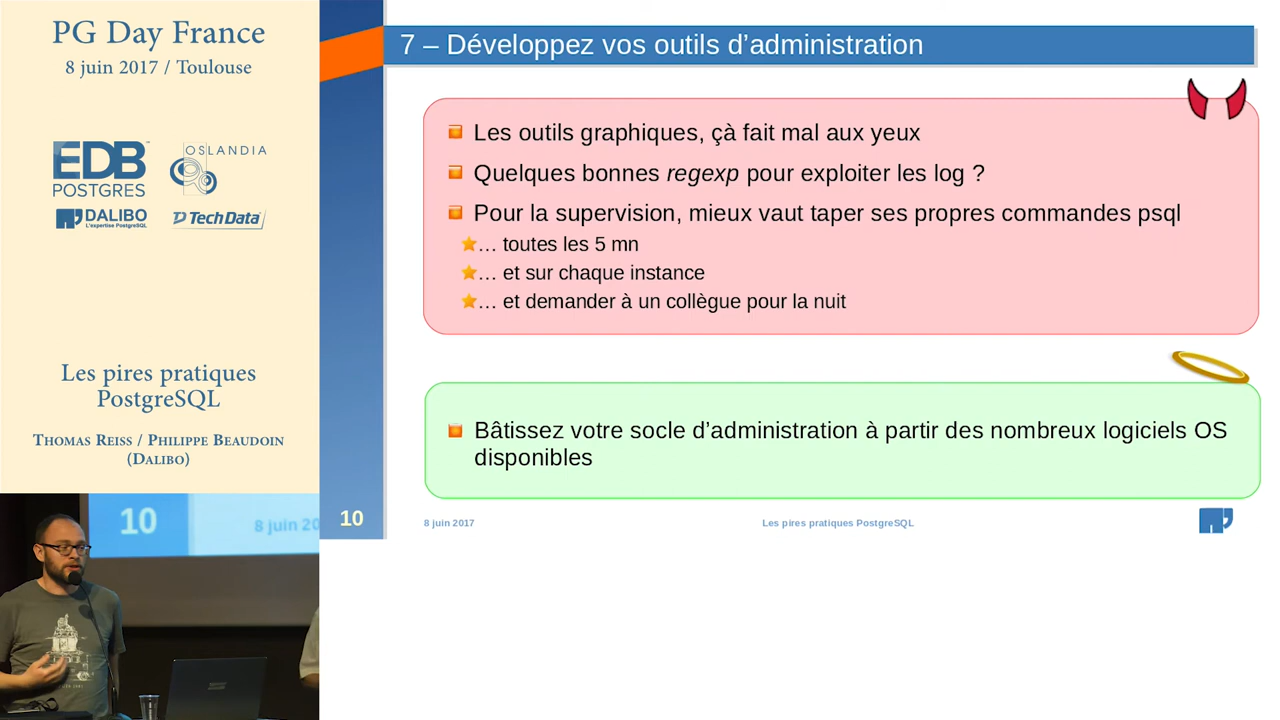 PG Day France
8 juin 2017 / Toulouse
EDB
POSTGRES
OSLANDIA
DALIBO
L'expertise PostgreSQL
TechData
Les pires pratiques
PostgreSQL
Thomas Reiss / Philippe Beaudoin
(Dalibo)
10
8 juin 20
7 – Développez vos outils d’administration
Les outils graphiques, çà fait mal aux yeux
Quelques bonnes regexp pour exploiter les log ?
Pour la supervision, mieux vaut taper ses propres commandes psql
… toutes les 5 mn
… et sur chaque instance
… et demander à un collègue pour la nuit
Bâtissez votre socle d’administration à partir des nombreux logiciels OS
disponibles
10
8 juin 2017
Les pires pratiques PostgreSQL